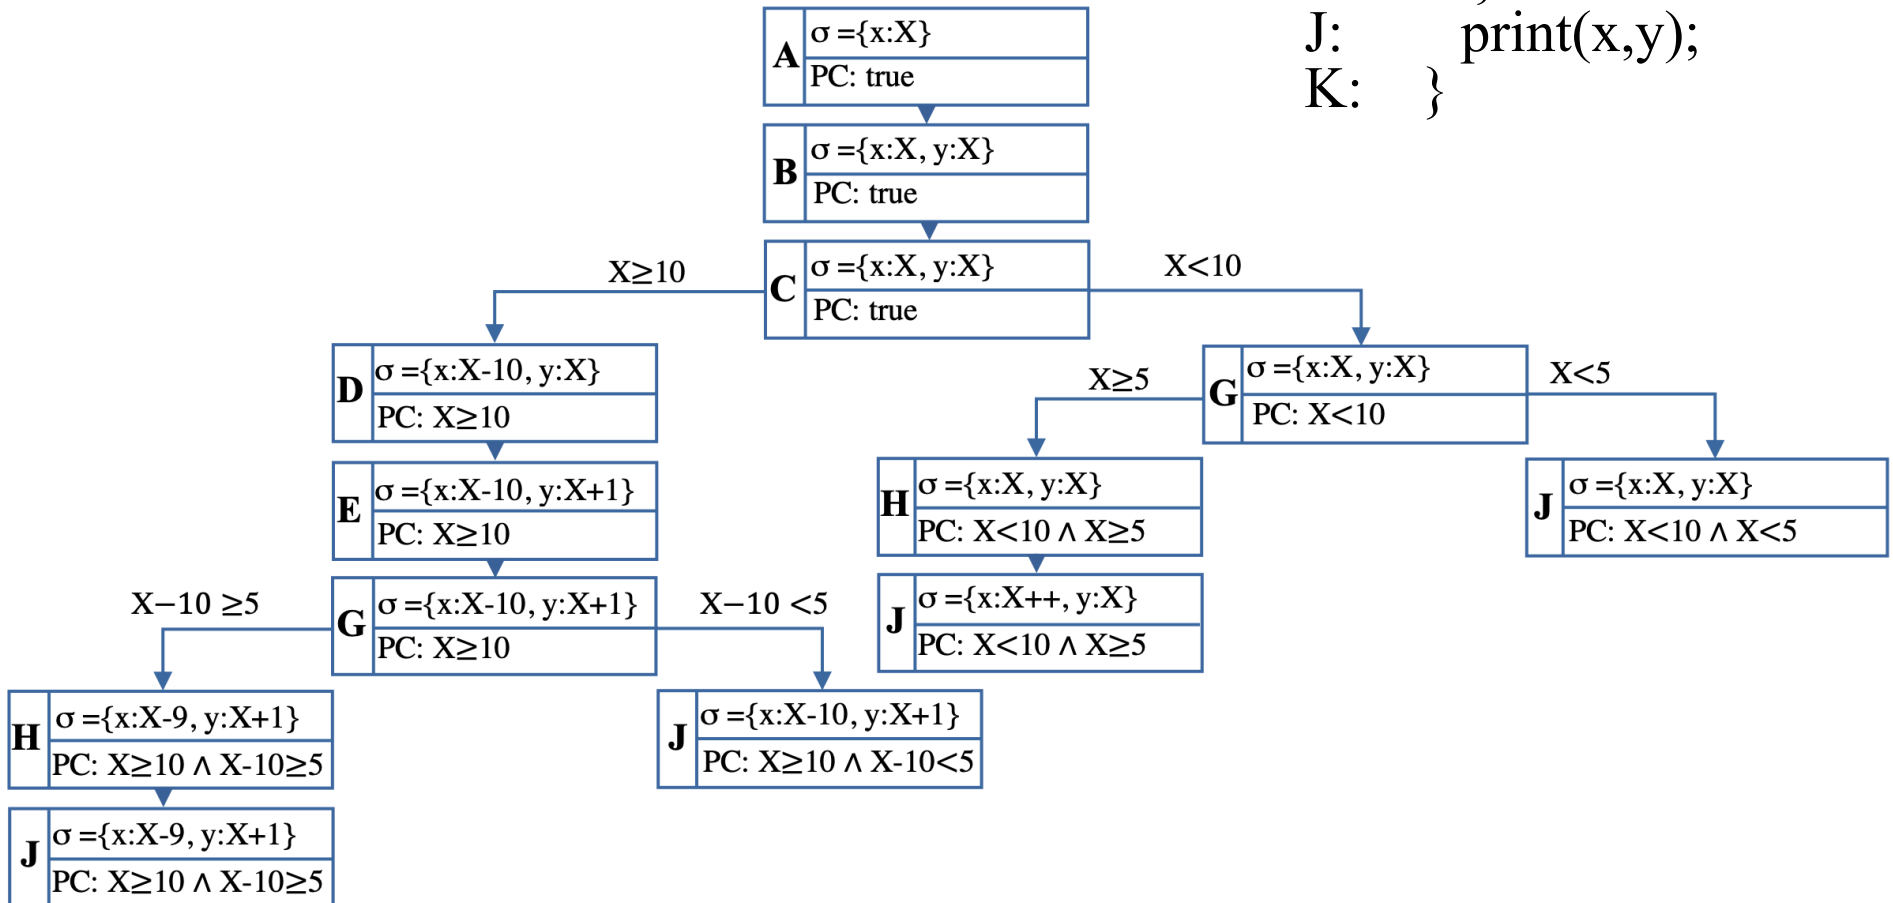 J: print(x,y);
K: }
A
σ ={x:X}
PC: true
B
σ ={x:X, y:X}
PC: true
X≥10
C
σ ={x:X, y:X}
PC: true
X<10
D
σ ={x:X-10, y:X}
PC: X≥10
X≥5
G
σ ={x:X, y:X}
PC: X<10
X<5
E
σ ={x:X-10, y:X+1}
PC: X≥10
H
σ ={x:X, y:X}
PC: X<10 ∧ X≥5
J
σ ={x:X, y:X}
PC: X<10 ∧ X<5
X−10 ≥5
G
σ ={x:X-10, y:X+1}
PC: X≥10
X−10 <5
J
σ ={x:X++, y:X}
PC: X<10 ∧ X≥5
H
σ ={x:X-9, y:X+1}
PC: X≥10 ∧ X-10≥5
J
σ ={x:X-10, y:X+1}
PC: X≥10 ∧ X-10<5
J
σ ={x:X-9, y:X+1}
PC: X≥10 ∧ X-10≥5